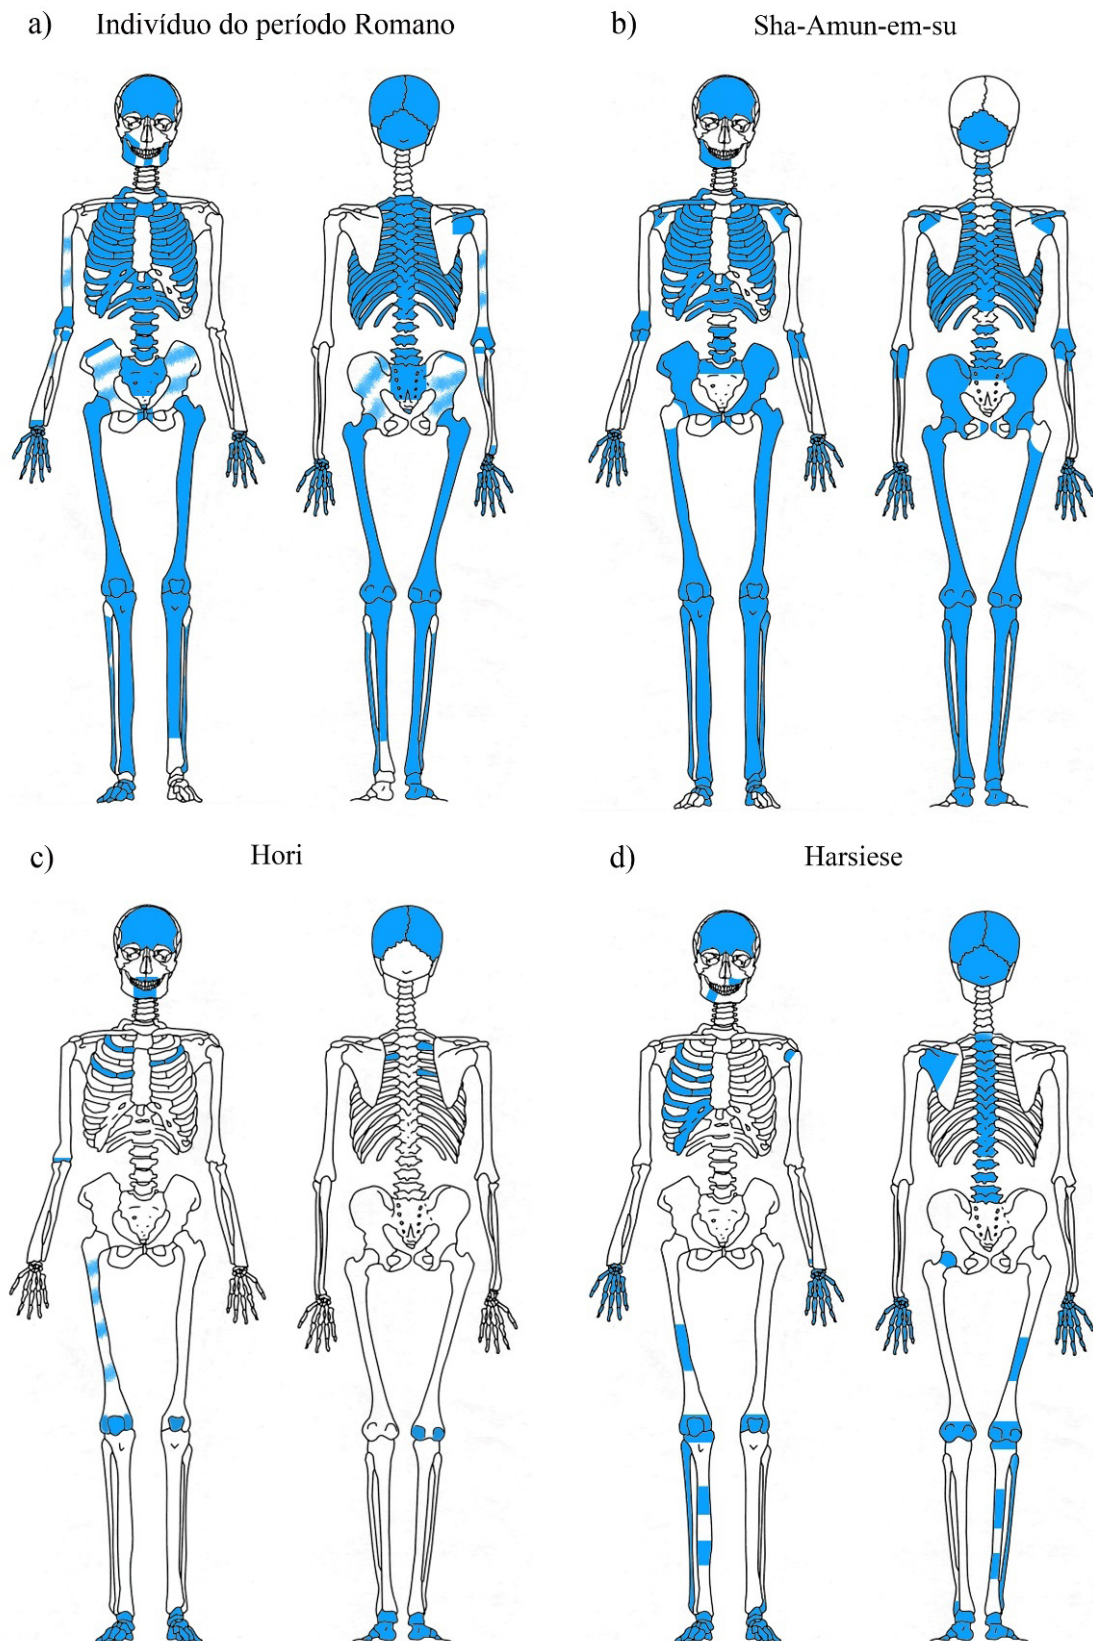 a) Indivíduo do período Romano
b) Sha-Amun-em-su
c) Hori
d) Harsiese